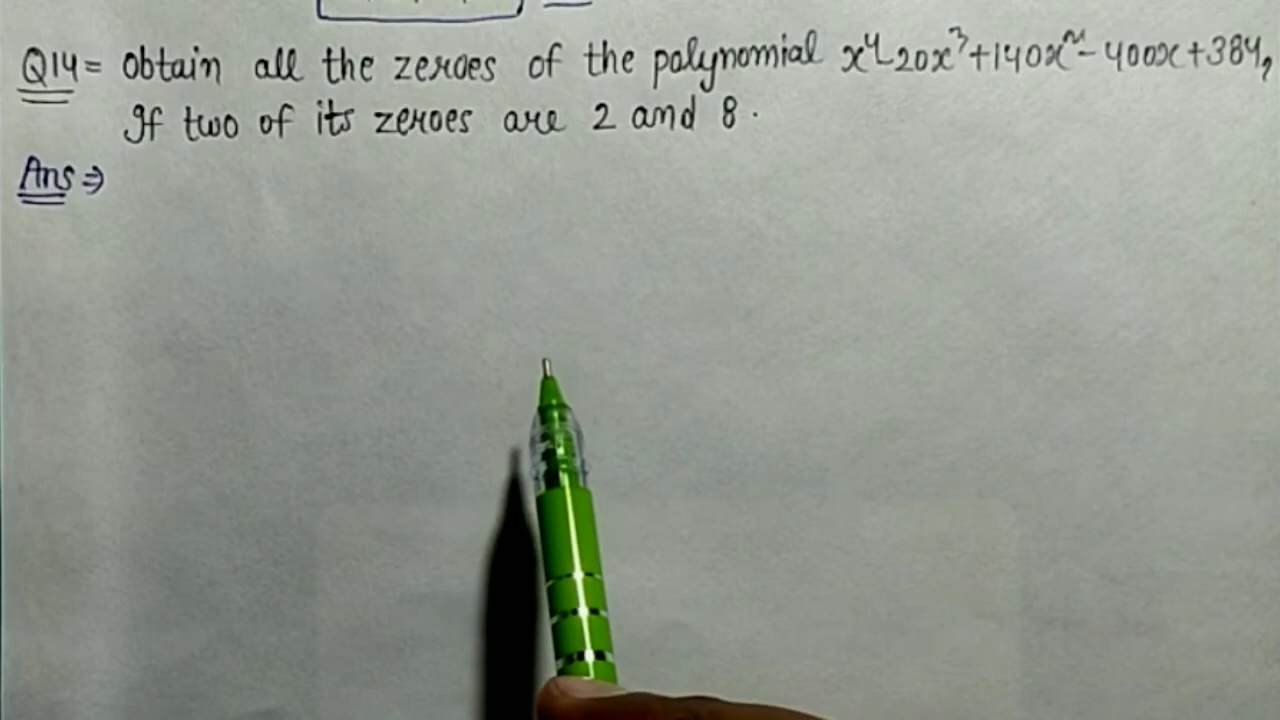 Q14= obtain all the zeroes of the polynomial x⁴-20x³+140x²-400x+384,
If two of its zeroes are 2 and 8.
Ans ⇒